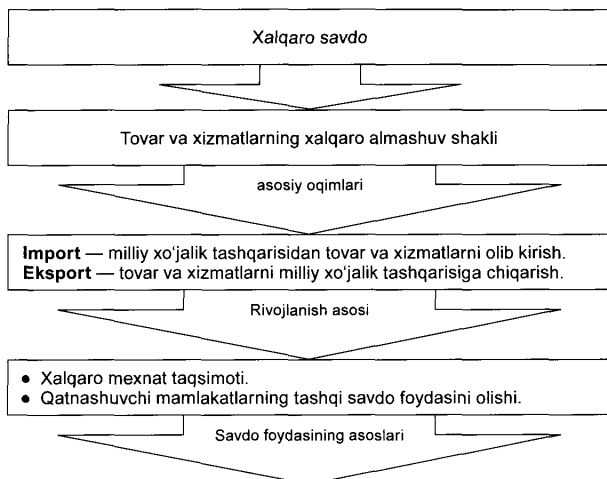 Xalqaro savdo
Tovar va xizmatlarning xalqaro almashuv shakli
asosiy oqimlari
Import — milliy xo'jalik tashqarisidan tovar va xizmatlarni olib kirish.
Eksport — tovar va xizmatlarni milliy xo'jalik tashqarisiga chiqarish.
Rivojlanish asosi
● Xalqaro mexnat taqsimoti.
● Qatnashuvchi mamlakatlarning tashqi savdo foydasini olishi.
Savdo foydasining asoslari